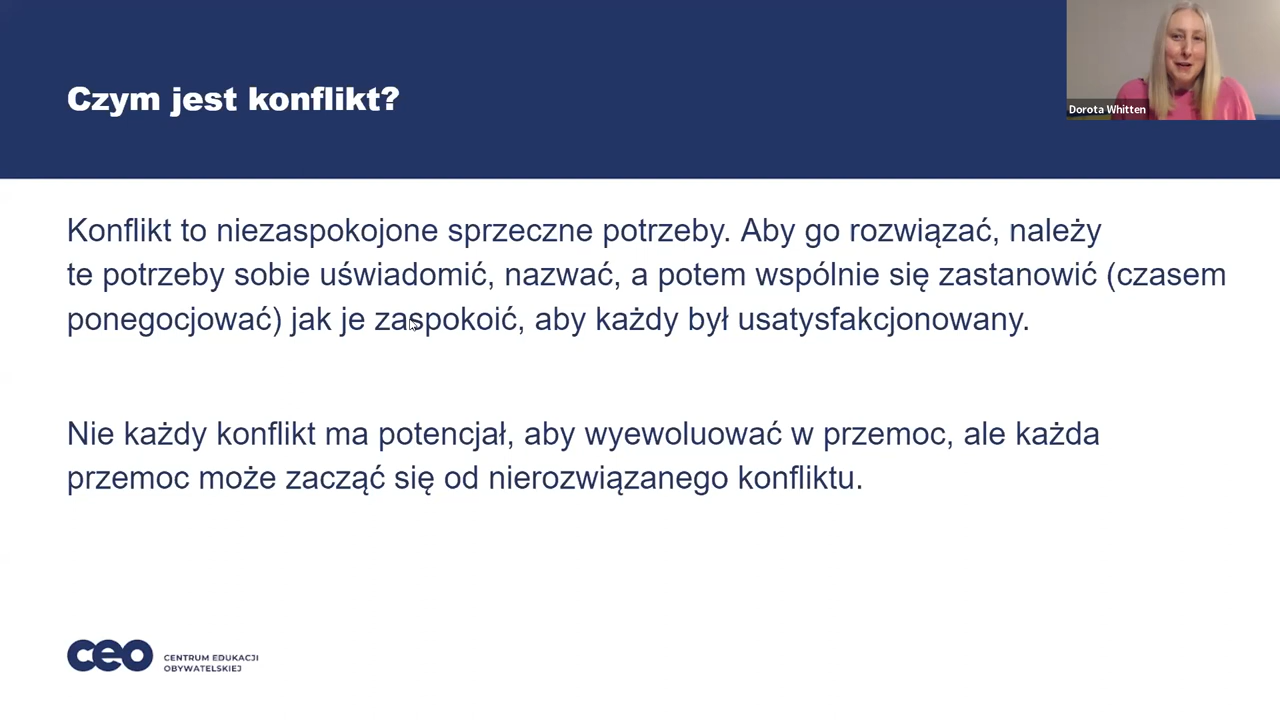 Czym jest konflikt?
Dorota Whitten
Konflikt to niezaspokojone sprzeczne potrzeby. Aby go rozwiązać, należy
te potrzeby sobie uświadomić, nazwać, a potem wspólnie się zastanowić (czasem
ponegocjować) jak je zaspokoić, aby każdy był usatysfakcjonowany.
Nie każdy konflikt ma potencjał, aby wyewoluować w przemoc, ale każda
przemoc może zacząć się od nierozwiązanego konfliktu.
ceo CENTRUM EDUKACJI
OBYWATELSKIEJ